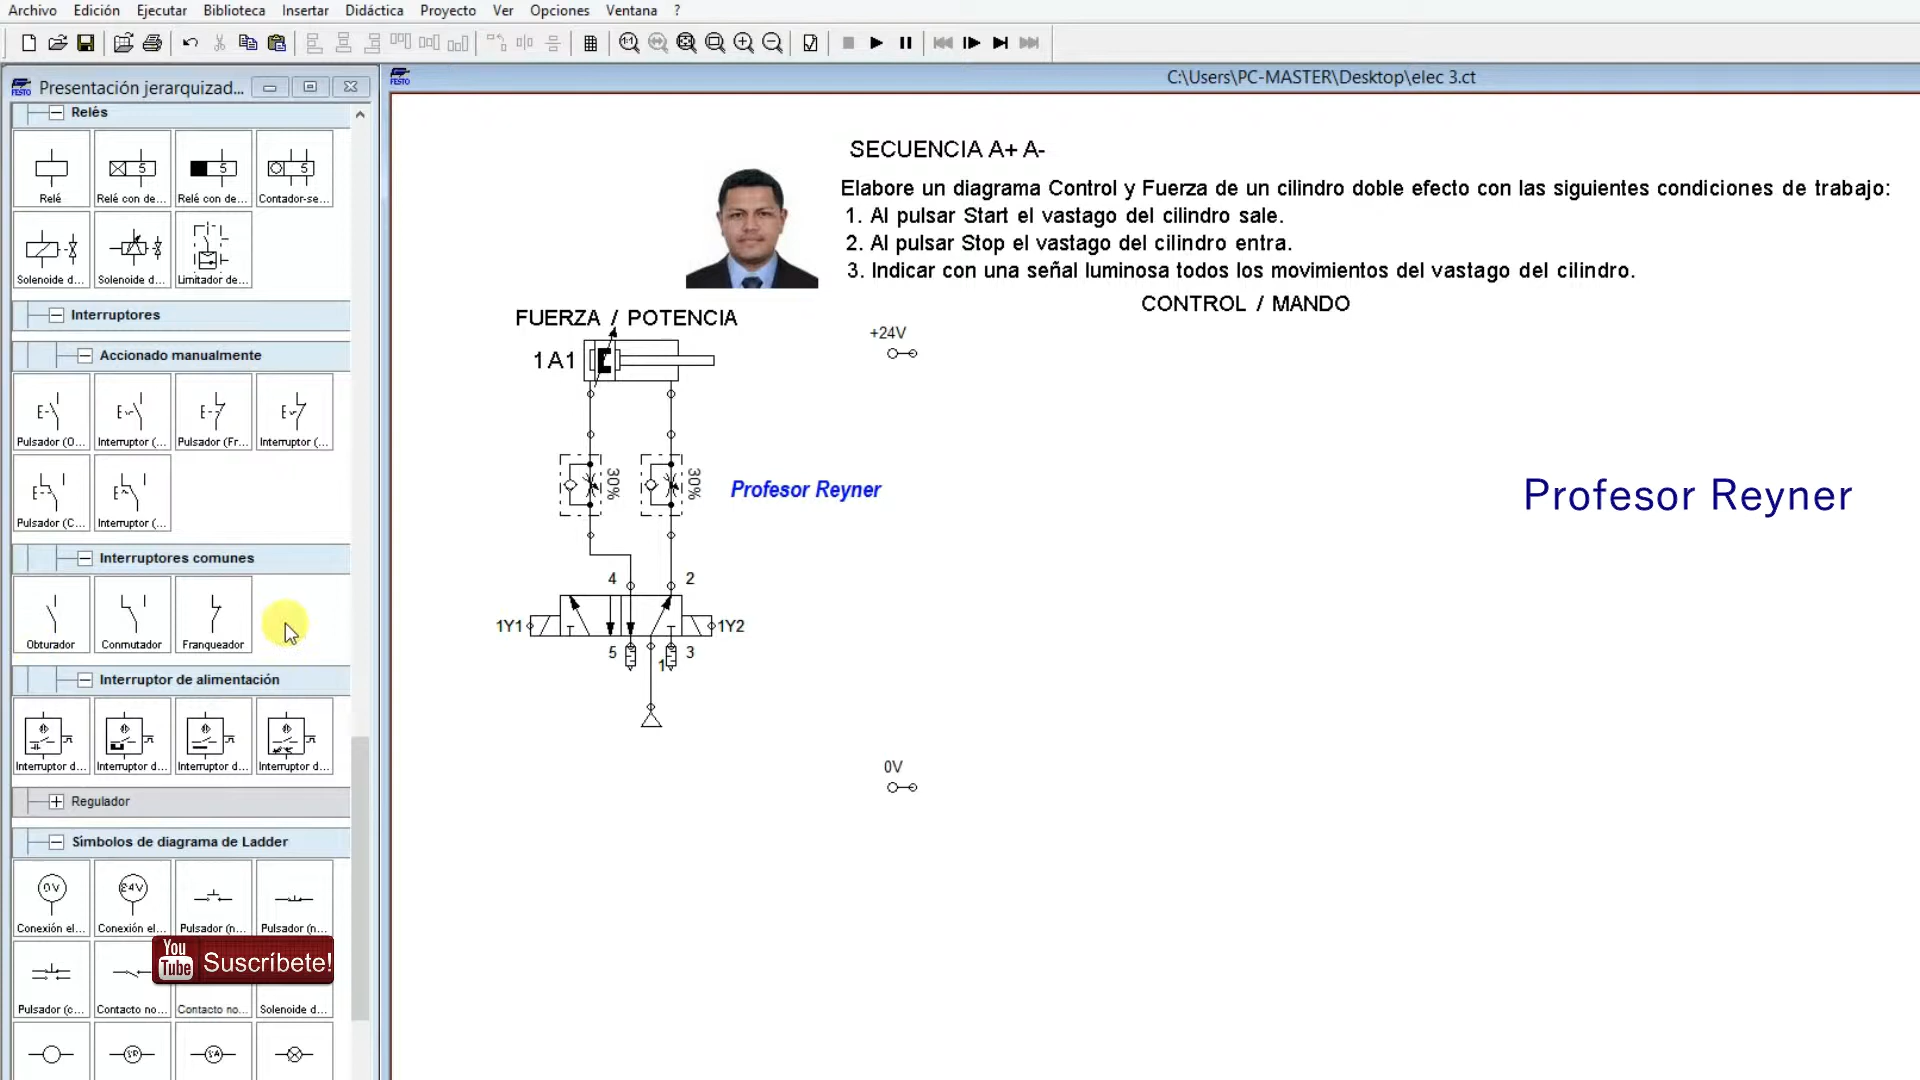 Archivo Edición Ejecutar Biblioteca Insertar Didáctica Proyecto Ver Opciones Ventana ?
FESTO Presentación jerarquizad...
FESTO C:\Users\PC-MASTER\Desktop\elec 3.ct
Relés
5 5 5
Relé Relé con de... Relé con de... Contador-se...
Solenoide d... Solenoide d... Limitador de...
Interruptores
Accionado manualmente
Pulsador (O... Interruptor (... Pulsador (Fr... Interruptor (...
Pulsador (C... Interruptor (...
Interruptores comunes
Obturador Conmutador Franqueador
Interruptor de alimentación
Interruptor d... Interruptor d... Interruptor d... Interruptor d...
Regulador
Símbolos de diagrama de Ladder
0V 24V
Conexión el... Conexión el... Pulsador (n... Pulsador (n...
You Tube Suscríbete!
Pulsador (c... Contacto no... Contacto no... Solenoide d...
SECUENCIA A+ A-
Elabore un diagrama Control y Fuerza de un cilindro doble efecto con las siguientes condiciones de trabajo:
1. Al pulsar Start el vastago del cilindro sale.
2. Al pulsar Stop el vastago del cilindro entra.
3. Indicar con una señal luminosa todos los movimientos del vastago del cilindro.
CONTROL / MANDO
FUERZA / POTENCIA
+24V
1A1
30% 30%
Profesor Reyner
Profesor Reyner
4 2
1Y1 1Y2
5 1 3
0V